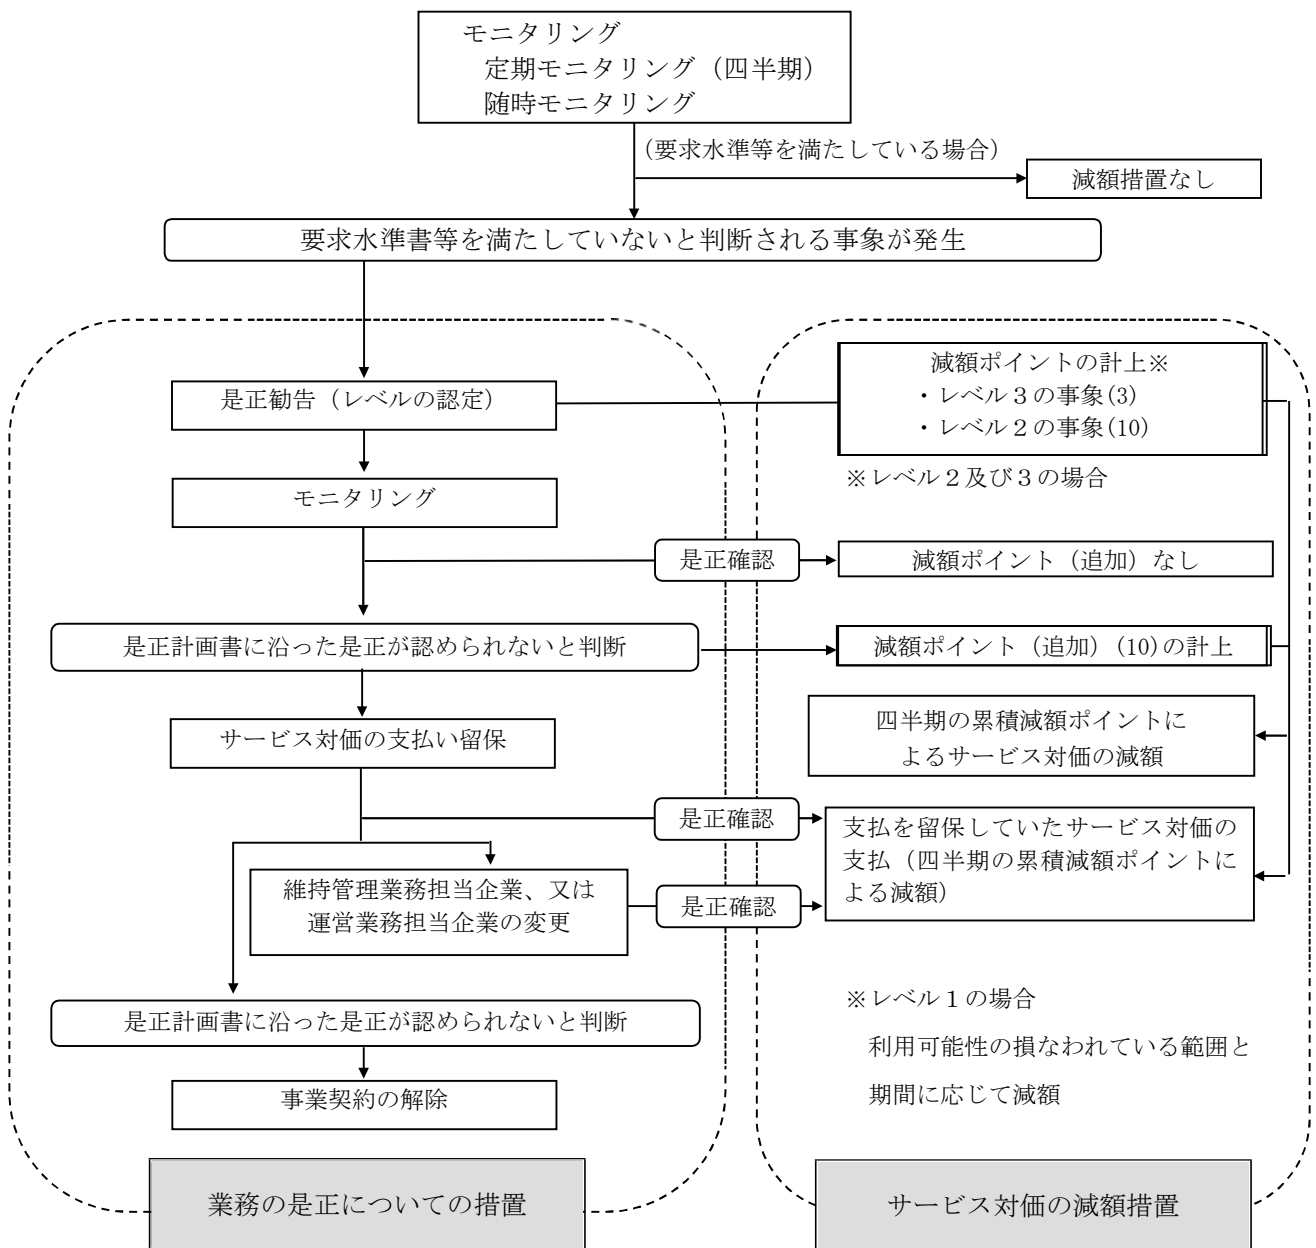 モニタリング
定期モニタリング（四半期）
随時モニタリング
（要求水準等を満たしている場合）
減額措置なし
要求水準書等を満たしていないと判断される事象が発生
減額ポイントの計上※
・レベル３の事象(3)
・レベル２の事象(10)
是正勧告（レベルの認定）
※レベル２及び３の場合
モニタリング
是正確認
減額ポイント（追加）なし
是正計画書に沿った是正が認められないと判断
減額ポイント（追加）(10)の計上
サービス対価の支払い留保
四半期の累積減額ポイントに
よるサービス対価の減額
是正確認
支払を留保していたサービス対価の
支払（四半期の累積減額ポイントに
よる減額）
維持管理業務担当企業、又は
運営業務担当企業の変更
是正確認
是正計画書に沿った是正が認められないと判断
事業契約の解除
※レベル１の場合
利用可能性の損なわれている範囲と
期間に応じて減額
業務の是正についての措置
サービス対価の減額措置